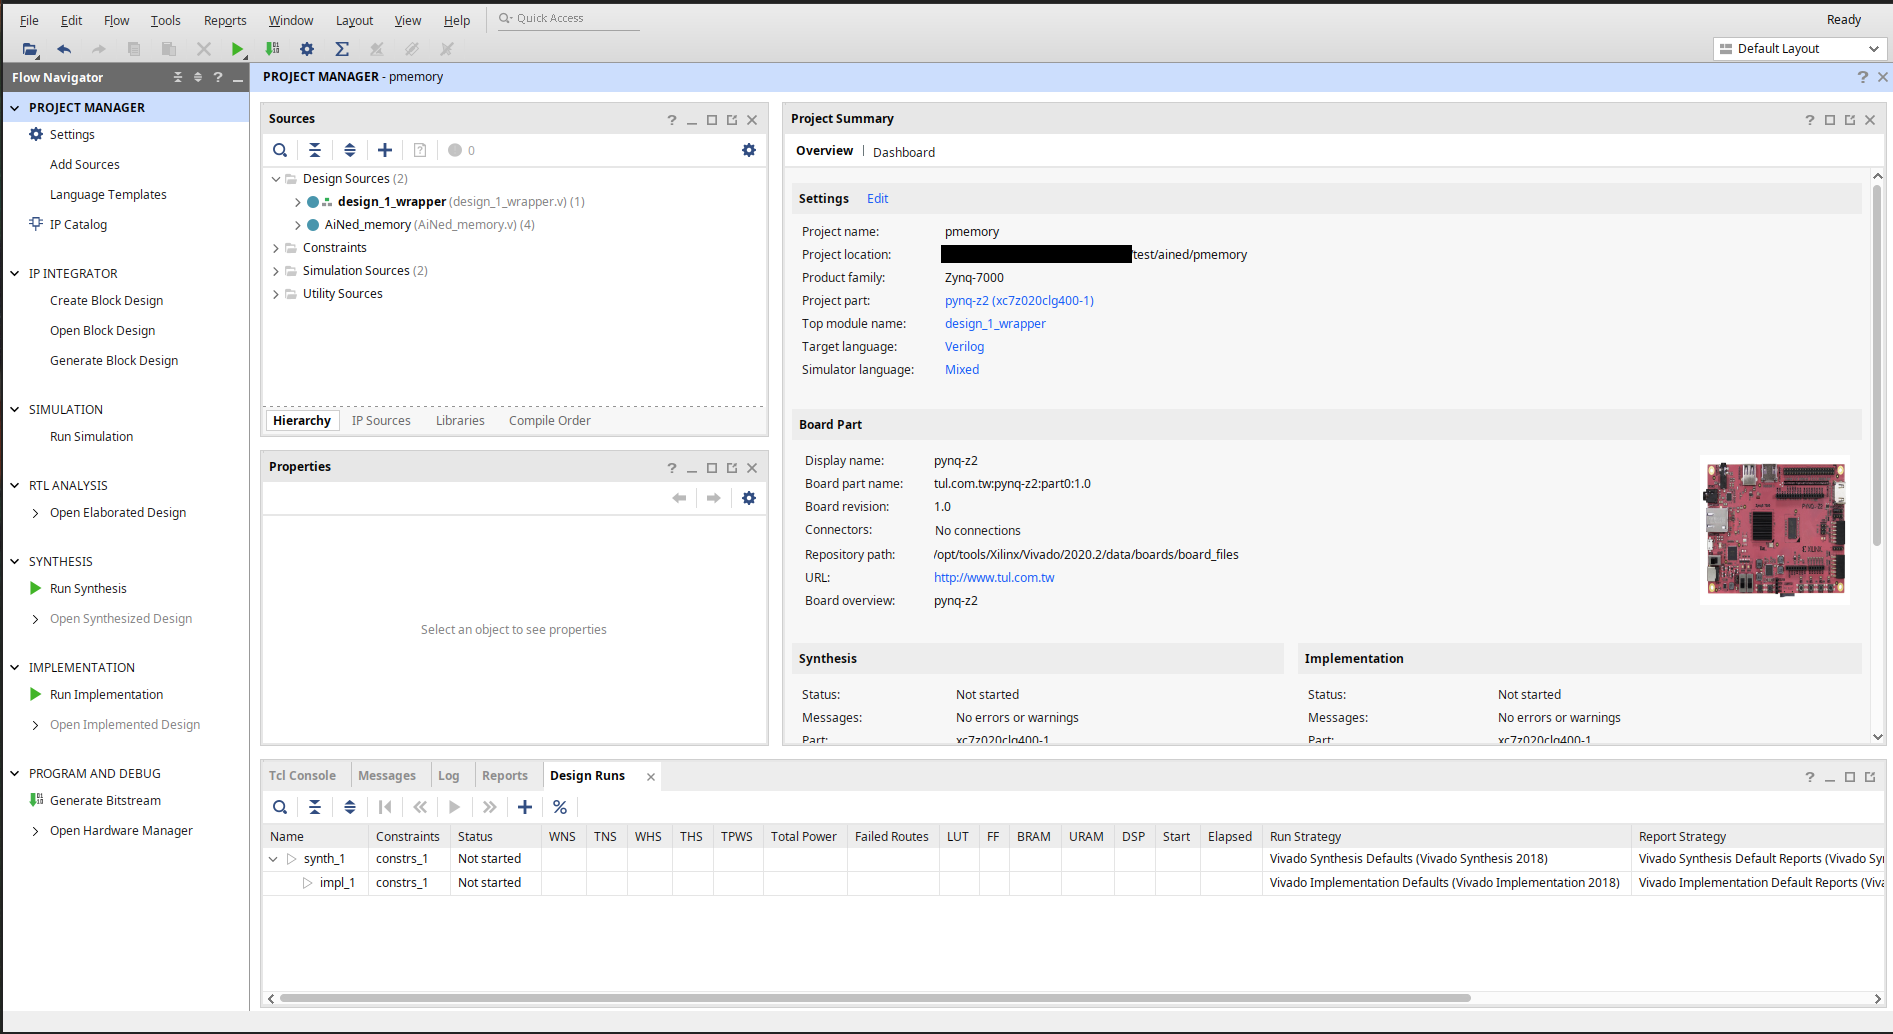 File Edit Flow Tools Reports Window Layout View Help Quick Access
Ready
Default Layout
Flow Navigator ?
PROJECT MANAGER - pmemory ?
PROJECT MANAGER
Settings
Add Sources
Language Templates
IP Catalog
IP INTEGRATOR
Create Block Design
Open Block Design
Generate Block Design
SIMULATION
Run Simulation
RTL ANALYSIS
Open Elaborated Design
SYNTHESIS
Run Synthesis
Open Synthesized Design
IMPLEMENTATION
Run Implementation
Open Implemented Design
PROGRAM AND DEBUG
Generate Bitstream
Open Hardware Manager
Sources ?
0
Design Sources (2)
design_1_wrapper (design_1_wrapper.v) (1)
AiNed_memory (AiNed_memory.v) (4)
Constraints
Simulation Sources (2)
Utility Sources
Hierarchy IP Sources Libraries Compile Order
Properties ?
Select an object to see properties
Project Summary ?
Overview | Dashboard
Settings Edit
Project name: pmemory
Project location: /test/ained/pmemory
Product family: Zynq-7000
Project part: pynq-z2 (xc7z020clg400-1)
Top module name: design_1_wrapper
Target language: Verilog
Simulator language: Mixed
Board Part
Display name: pynq-z2
Board part name: tul.com.tw:pynq-z2:part0:1.0
Board revision: 1.0
Connectors: No connections
Repository path: /opt/tools/Xilinx/Vivado/2020.2/data/boards/board_files
URL: http://www.tul.com.tw
Board overview: pynq-z2
Synthesis
Status: Not started
Messages: No errors or warnings
Part: xc7z020clg400-1
Implementation
Status: Not started
Messages: No errors or warnings
Part: xc7z020clg400-1
Tcl Console Messages Log Reports Design Runs ?
Name Constraints Status WNS TNS WHS THS TPWS Total Power Failed Routes LUT FF BRAM URAM DSP Start Elapsed Run Strategy Report Strategy
synth_1 constrs_1 Not started Vivado Synthesis Defaults (Vivado Synthesis 2018) Vivado Synthesis Default Reports (Vivado Sy
impl_1 constrs_1 Not started Vivado Implementation Defaults (Vivado Implementation 2018) Vivado Implementation Default Reports (Viva